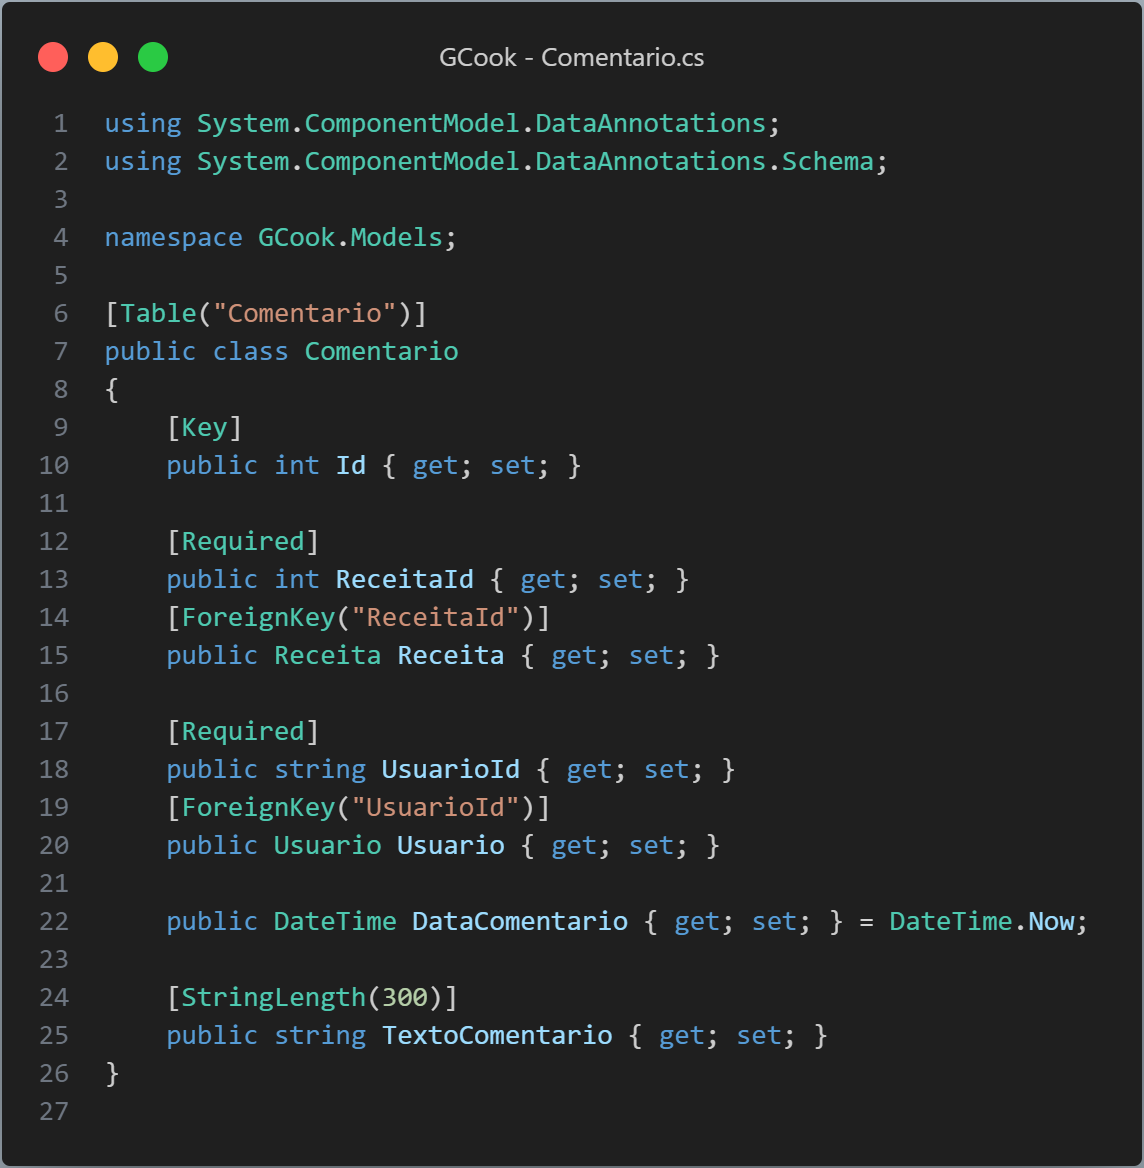 GCook - Comentario.cs
1 using System.ComponentModel.DataAnnotations;
2 using System.ComponentModel.DataAnnotations.Schema;
3
4 namespace GCook.Models;
5
6 [Table("Comentario")]
7 public class Comentario
8 {
9     [Key]
10     public int Id { get; set; }
11
12     [Required]
13     public int ReceitaId { get; set; }
14     [ForeignKey("ReceitaId")]
15     public Receita Receita { get; set; }
16
17     [Required]
18     public string UsuarioId { get; set; }
19     [ForeignKey("UsuarioId")]
20     public Usuario Usuario { get; set; }
21
22     public DateTime DataComentario { get; set; } = DateTime.Now;
23
24     [StringLength(300)]
25     public string TextoComentario { get; set; }
26 }
27